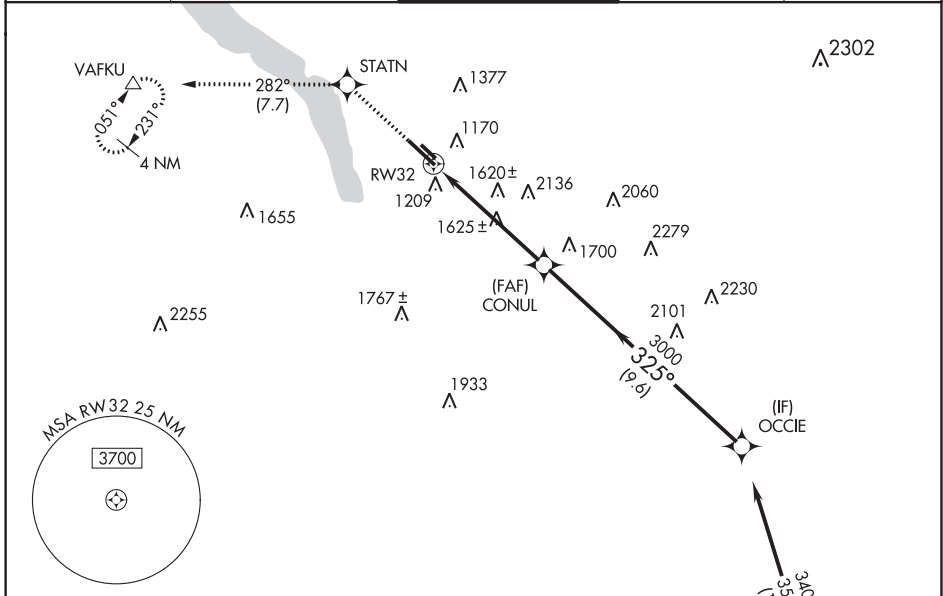 2302
STATN
VAFKU
1377
282°
(7.7)
051°
231°
4 NM
1170
RW32
1620±
2136
2060
1209
1655
1625±
2279
1700
(FAF)
CONUL
2230
1767±
2255
2101
3000
325°
(9.6)
1933
(IF)
OCCIE
MSA RW32 25 NM
3700